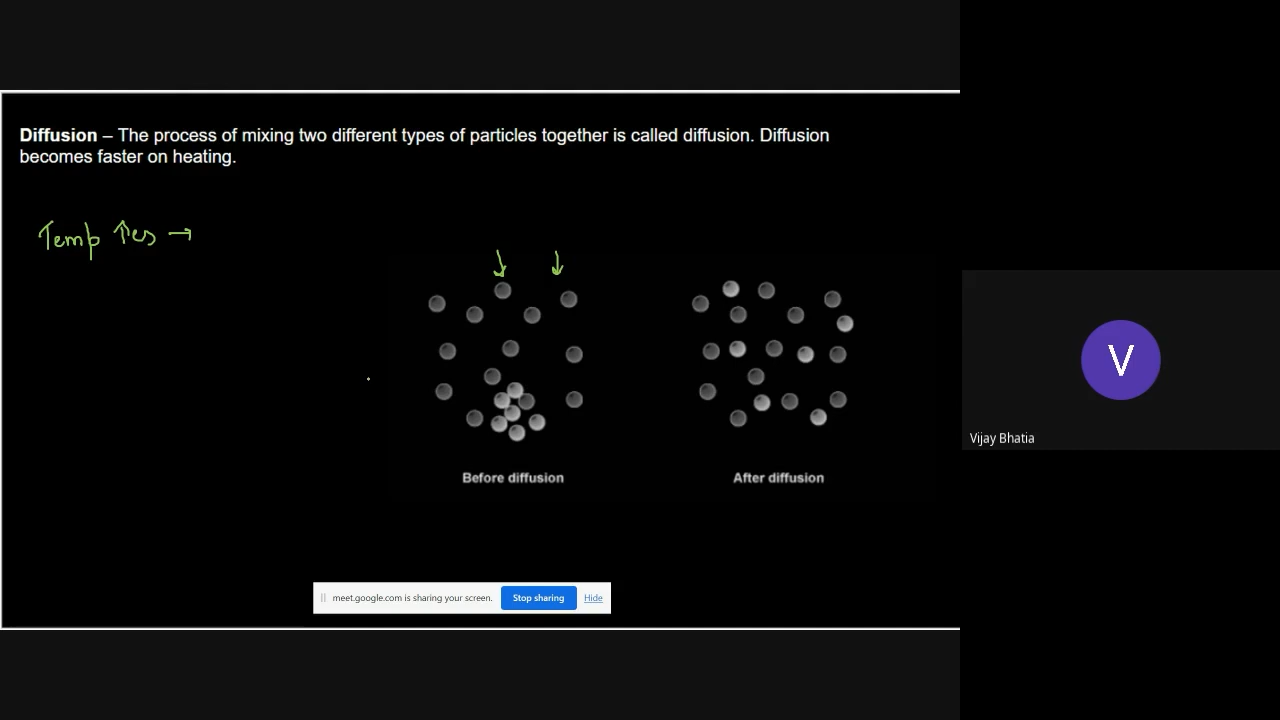 Diffusion – The process of mixing two different types of particles together is called diffusion. Diffusion
becomes faster on heating.
Temp ↑es →
Before diffusion
After diffusion
V
Vijay Bhatia
meet.google.com is sharing your screen.
Stop sharing
Hide